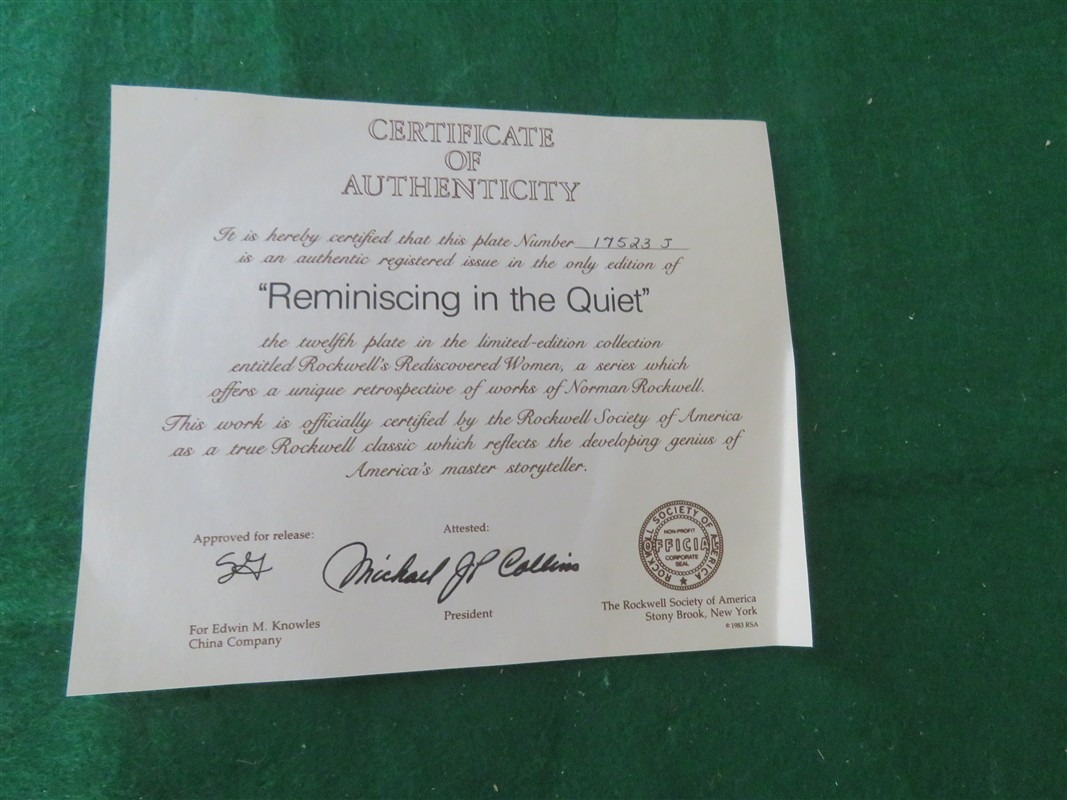 CERTIFICATE
OF
AUTHENTICITY
It is hereby certified that this plate Number 17523 J
is an authentic registered issue in the only edition of
"Reminiscing in the Quiet"
the twelfth plate in the limited-edition collection
entitled Rockwell's Rediscovered Women, a series which
offers a unique retrospective of works of Norman Rockwell.
This work is officially certified by the Rockwell Society of America
as a true Rockwell classic which reflects the developing genius of
America's master storyteller.
Approved for release:
Attested:
Michael JP Collins
President
For Edwin M. Knowles
China Company
ROCKWELL SOCIETY OF AMERICA
NON-PROFIT
OFFICIAL
CORPORATE
SEAL
The Rockwell Society of America
Stony Brook, New York
© 1983 RSA